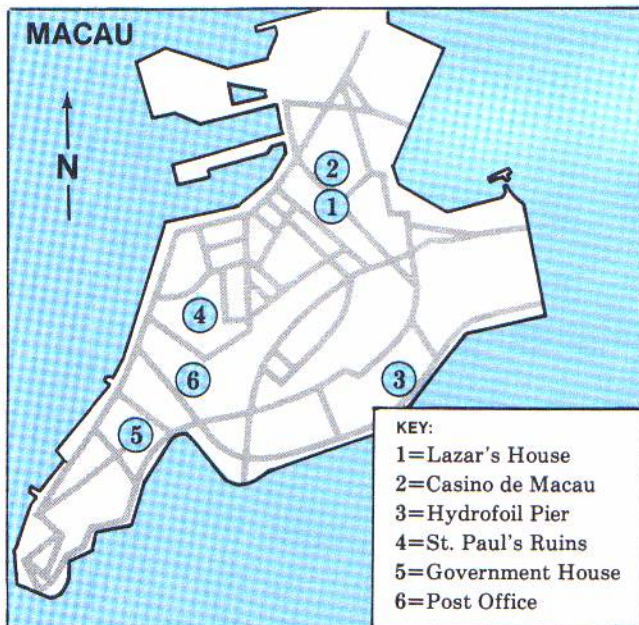 MACAU
N
2
1
4
3
6
5
KEY:
1=Lazar's House
2=Casino de Macau
3=Hydrofoil Pier
4=St. Paul's Ruins
5=Government House
6=Post Office